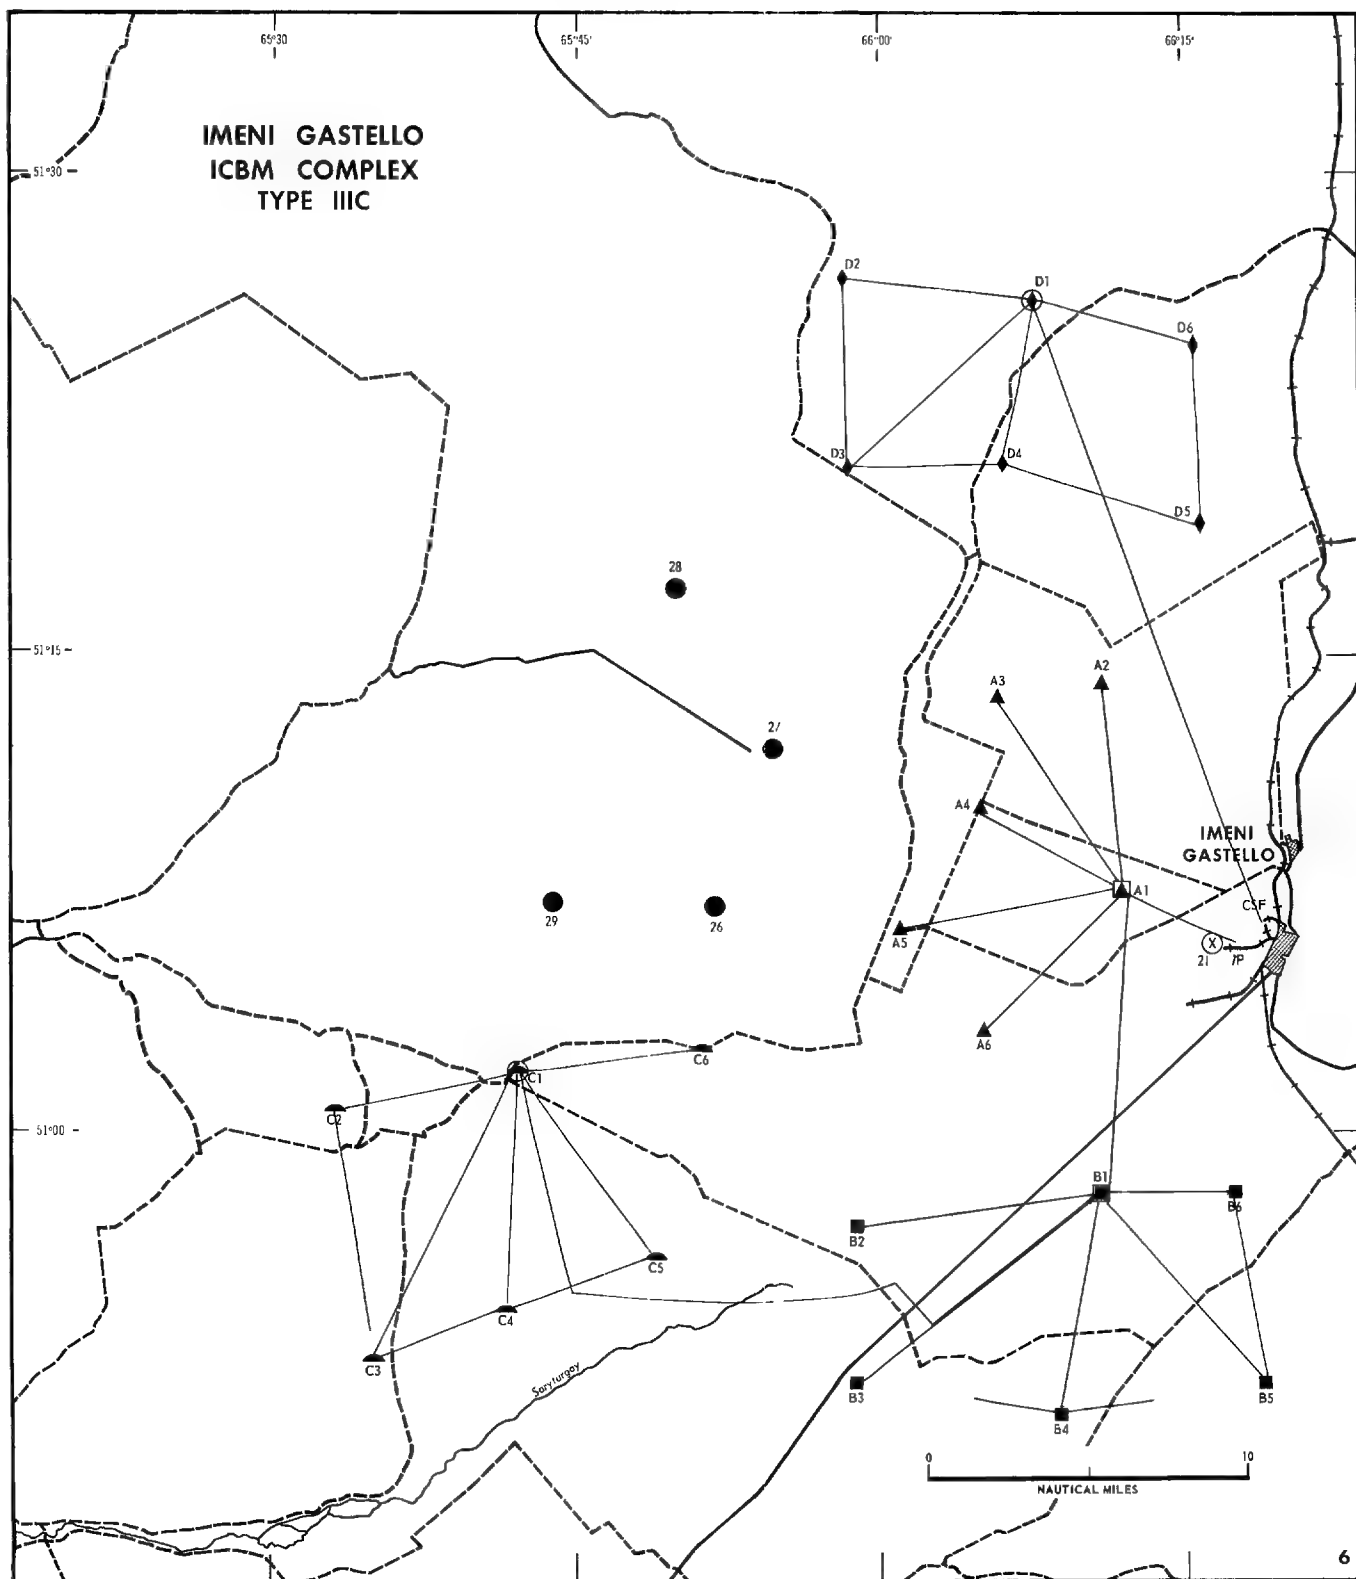 65°30
65°45'
66°00
66°15'
IMENI GASTELLO
ICBM COMPLEX
TYPE IIIC
51°30
D2
D1
D6
D3
D4
D5
28
51°15
A2
A3
27
A4
IMENI
GASTELLO
A1
29
26
A5
CSF
X
21
A6
C6
C1
C2
51°00
B1
B6
B2
C5
C4
C3
Saryturgay
B3
B5
B4
0
10
NAUTICAL MILES
6